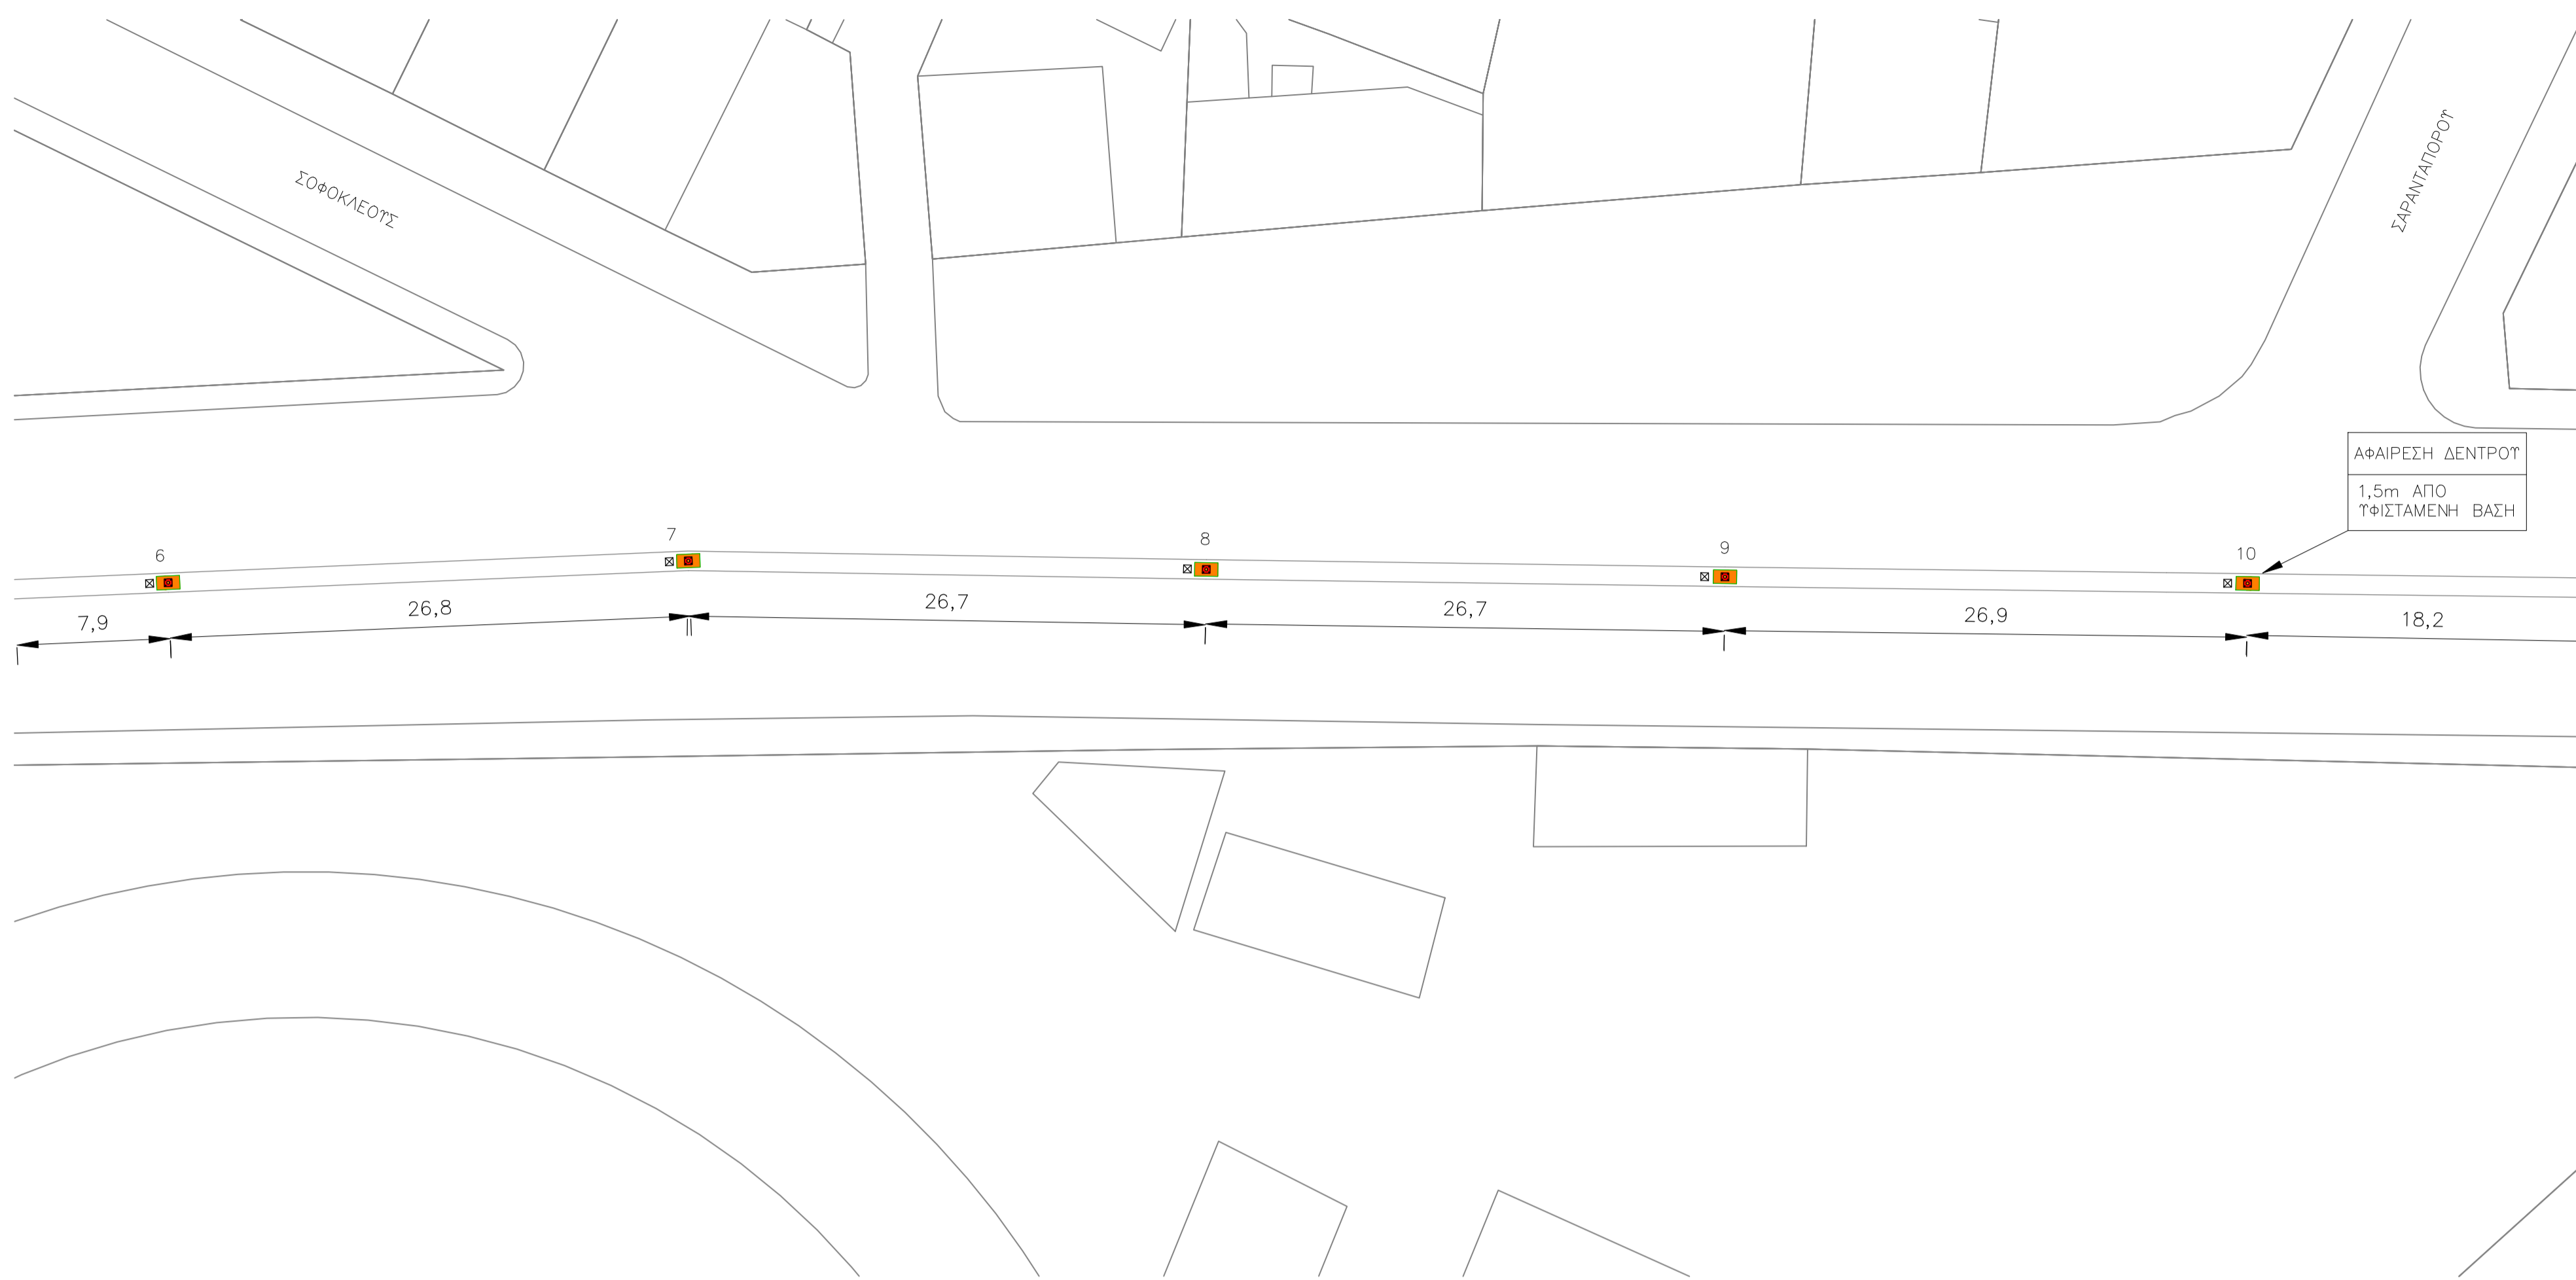 ΣΟΦΟΚΛΕΟΥΣ
ΣΑΡΑΝΤΑΠΟΡΟΥ
ΑΦΑΙΡΕΣΗ ΔΕΝΤΡΟΥ
1,5m ΑΠΟ
ΥΦΙΣΤΑΜΕΝΗ ΒΑΣΗ
6
7
8
9
10
7,9
26,8
26,7
26,7
26,9
18,2